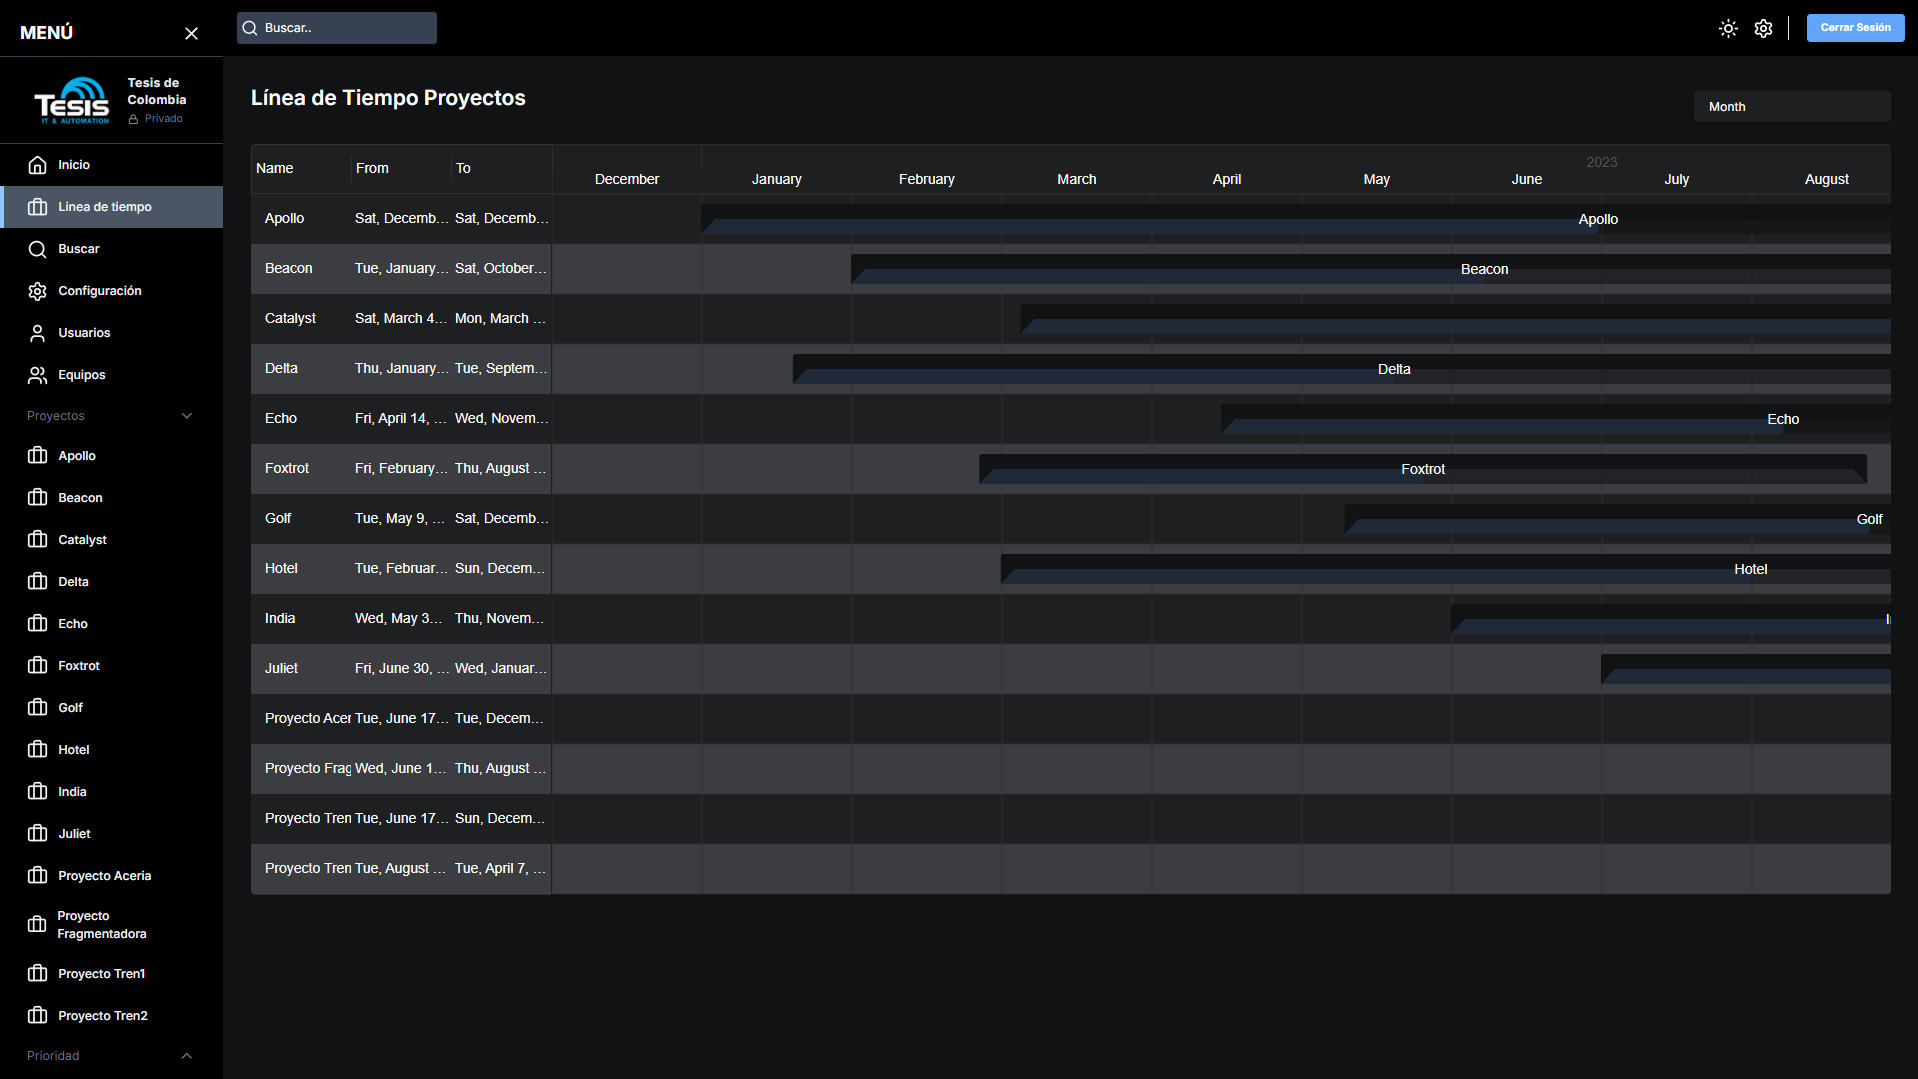 MENÚ
Buscar..
Cerrar Sesión
TESIS
IT & AUTOMATION
Tesis de
Colombia
Privado
Inicio
Linea de tiempo
Buscar
Configuración
Usuarios
Equipos
Proyectos
Apollo
Beacon
Catalyst
Delta
Echo
Foxtrot
Golf
Hotel
India
Juliet
Proyecto Aceria
Proyecto
Fragmentadora
Proyecto Tren1
Proyecto Tren2
Prioridad
Línea de Tiempo Proyectos
Month
Name From To
2023
December January February March April May June July August
Apollo Sat, Decemb... Sat, Decemb... Apollo
Beacon Tue, January... Sat, October... Beacon
Catalyst Sat, March 4... Mon, March ...
Delta Thu, January... Tue, Septem... Delta
Echo Fri, April 14, ... Wed, Novem... Echo
Foxtrot Fri, February... Thu, August ... Foxtrot
Golf Tue, May 9, ... Sat, Decemb... Golf
Hotel Tue, Februar... Sun, Decem... Hotel
India Wed, May 3... Thu, Novem...
Juliet Fri, June 30, ... Wed, Januar...
Proyecto Acer Tue, June 17... Tue, Decem...
Proyecto Frag Wed, June 1... Thu, August ...
Proyecto Tren Tue, June 17... Sun, Decem...
Proyecto Tren Tue, August ... Tue, April 7, ...